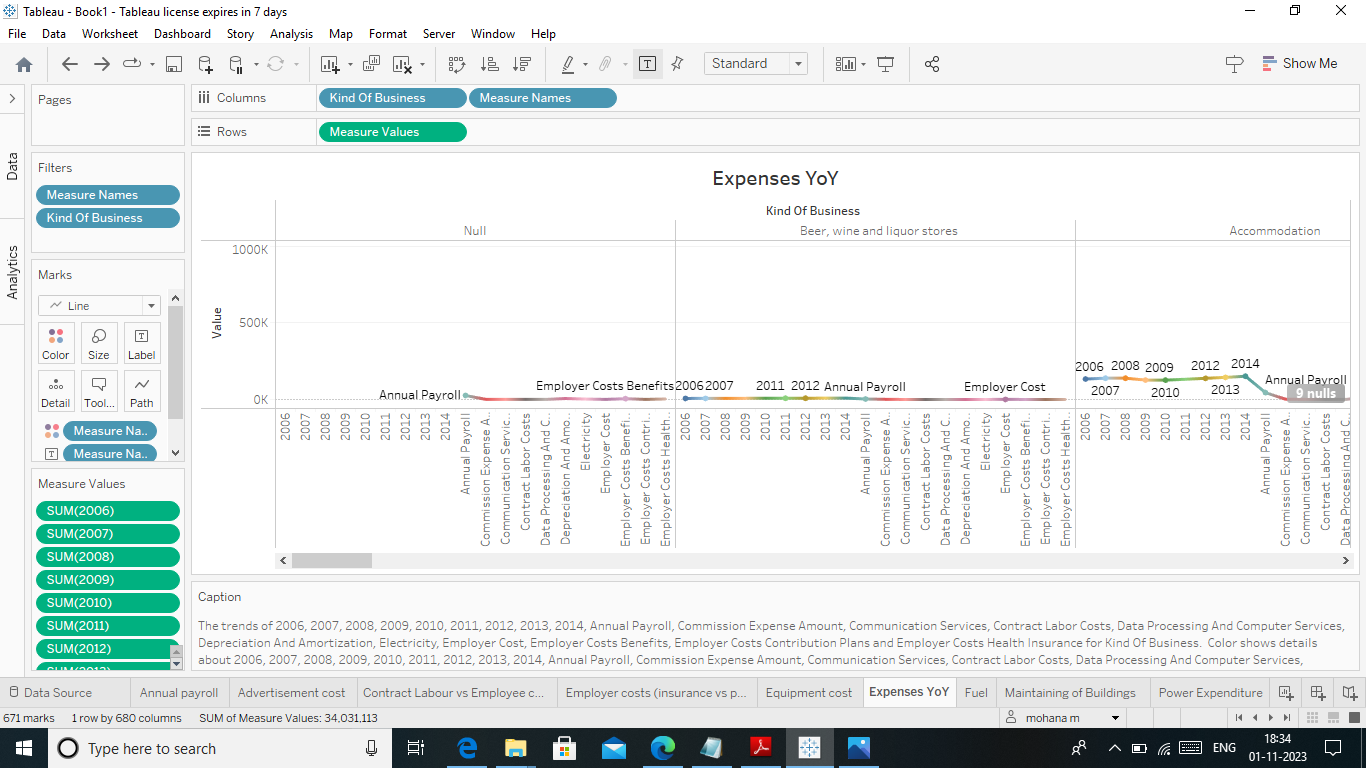 Tableau - Book1 - Tableau license expires in 7 days
File Data Worksheet Dashboard Story Analysis Map Format Server Window Help
Standard
Show Me
Pages
Columns Kind Of Business Measure Names
Rows Measure Values
Data
Analytics
Filters
Measure Names
Kind Of Business
Marks
Line
Color Size Label
Detail Tool... Path
Measure Na..
Measure Na..
Measure Values
SUM(2006)
SUM(2007)
SUM(2008)
SUM(2009)
SUM(2010)
SUM(2011)
SUM(2012)
Expenses YoY
Kind Of Business
Null Beer, wine and liquor stores Accommodation
Value
1000K
500K
0K
Annual Payroll Employer Costs Benefits 2006 2007 2011 2012 Annual Payroll Employer Cost
2006 2008 2009 2012 2014
2007 2010 2013 Annual Payroll
9 nulls
2006 2007 2008 2009 2010 2011 2012 2013 2014 Annual Payroll Commission Expense A.. Communication Servic.. Contract Labor Costs Data Processing And C.. Depreciation And Amo.. Electricity Employer Cost Employer Costs Benefi.. Employer Costs Contri.. Employer Costs Health..
2006 2007 2008 2009 2010 2011 2012 2013 2014 Annual Payroll Commission Expense A.. Communication Servic.. Contract Labor Costs Data Processing And C.. Depreciation And Amo.. Electricity Employer Cost Employer Costs Benefi.. Employer Costs Contri.. Employer Costs Health..
2006 2007 2008 2009 2010 2011 2012 2013 2014 Annual Payroll Commission Expense A.. Communication Servic.. Contract Labor Costs Data Processing And C..
Caption
The trends of 2006, 2007, 2008, 2009, 2010, 2011, 2012, 2013, 2014, Annual Payroll, Commission Expense Amount, Communication Services, Contract Labor Costs, Data Processing And Computer Services,
Depreciation And Amortization, Electricity, Employer Cost, Employer Costs Benefits, Employer Costs Contribution Plans and Employer Costs Health Insurance for Kind Of Business. Color shows details
about 2006, 2007, 2008, 2009, 2010, 2011, 2012, 2013, 2014, Annual Payroll, Commission Expense Amount, Communication Services, Contract Labor Costs, Data Processing And Computer Services,
Data Source Annual payroll Advertisement cost Contract Labour vs Employee c... Employer costs (insurance vs p... Equipment cost Expenses YoY Fuel Maintaining of Buildings Power Expenditure
671 marks 1 row by 680 columns SUM of Measure Values: 34,031,113 mohana m
Type here to search
ENG
18:34
01-11-2023